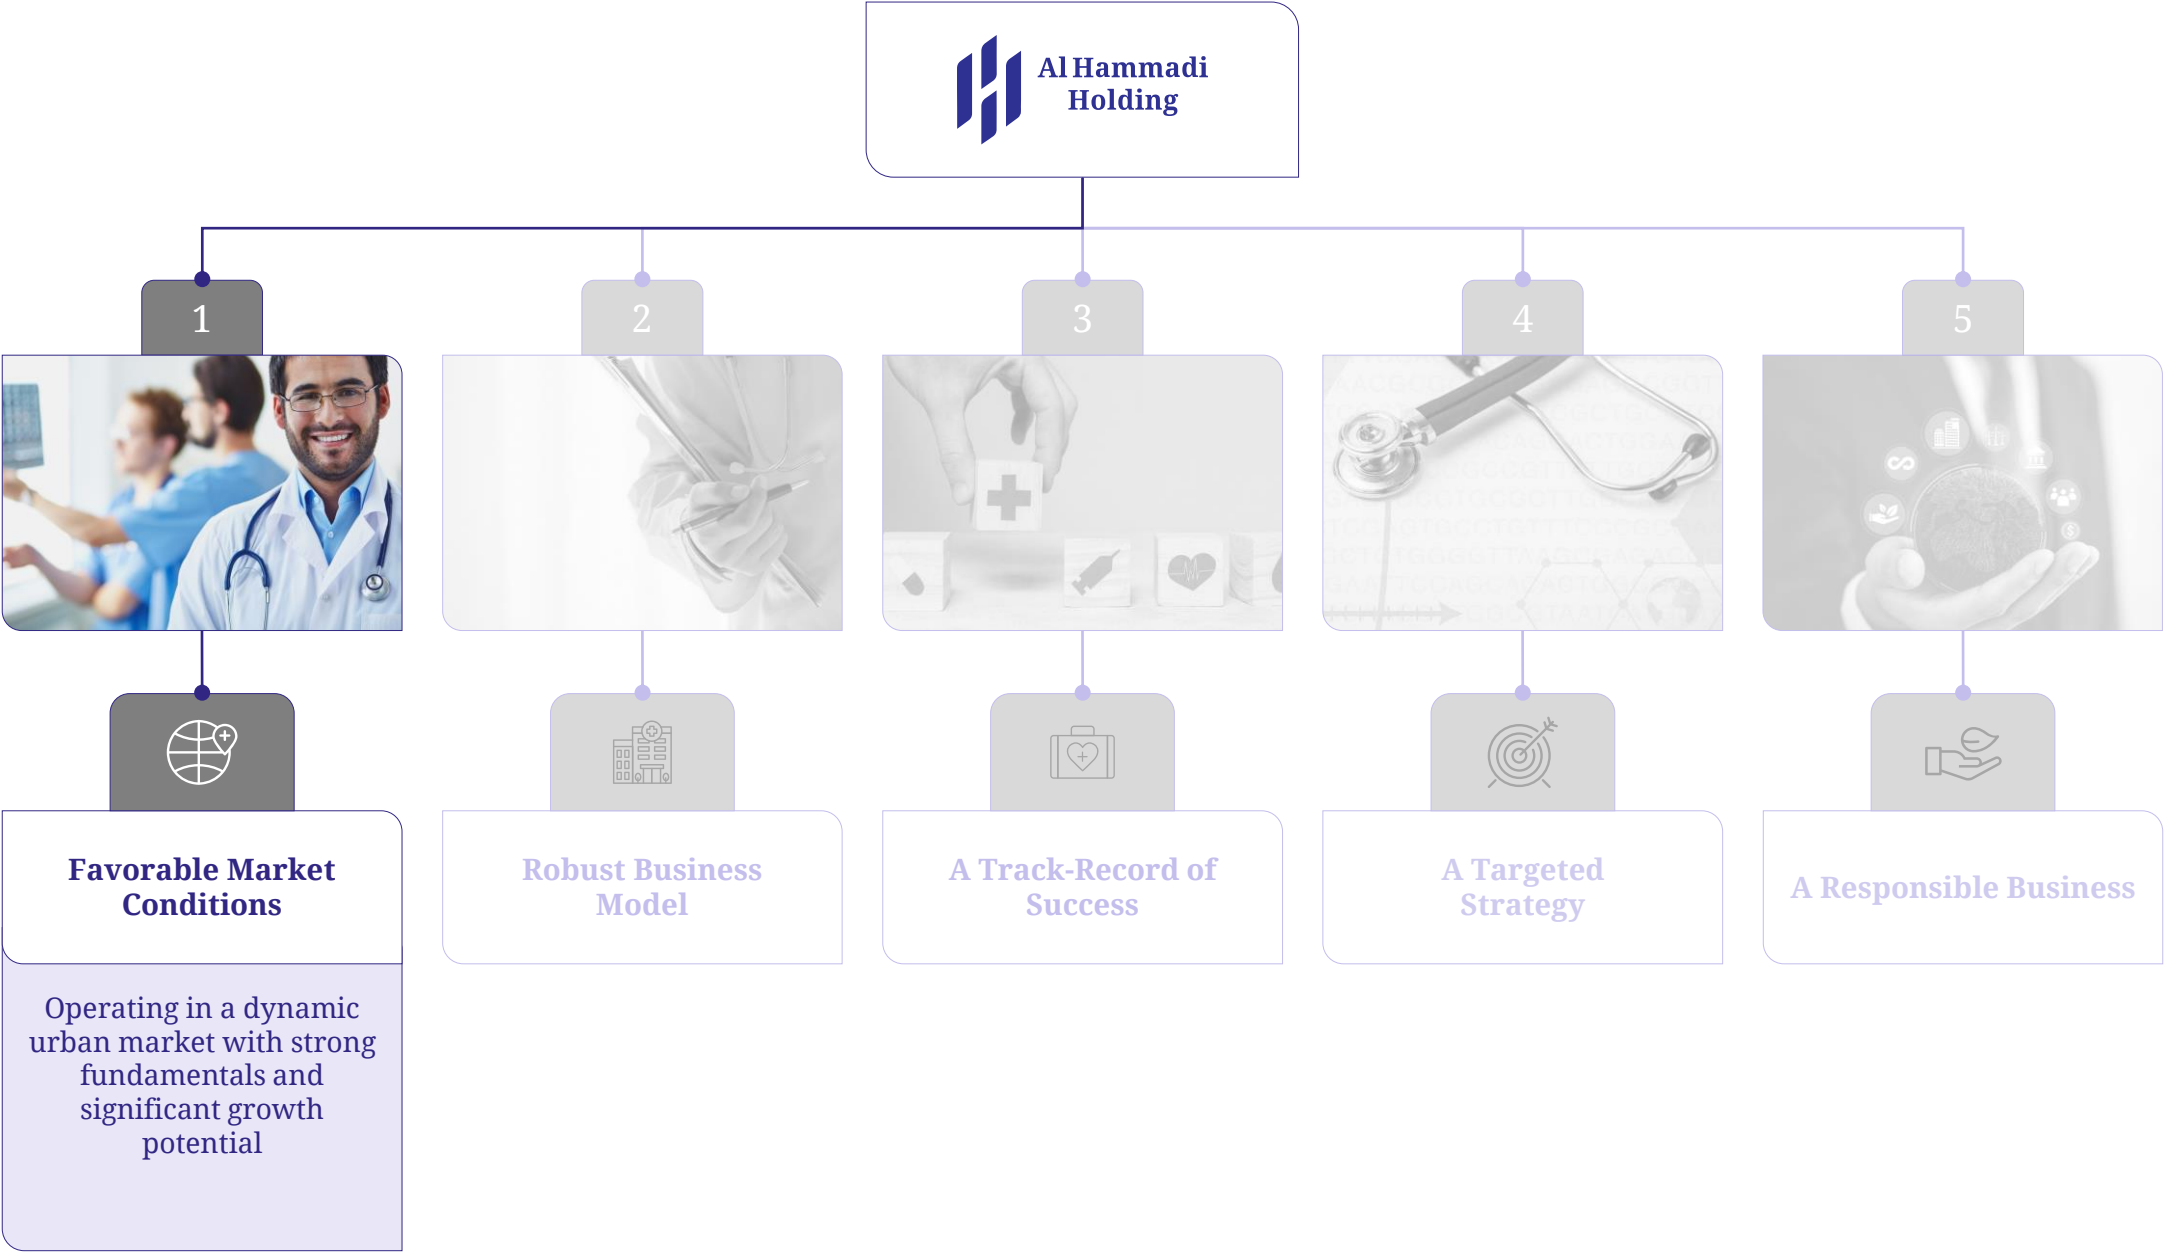 Al Hammadi
Holding
1
2
3
4
5
Favorable Market
Conditions
Robust Business
Model
A Track-Record of
Success
A Targeted
Strategy
A Responsible Business
Operating in a dynamic
urban market with strong
fundamentals and
significant growth
potential